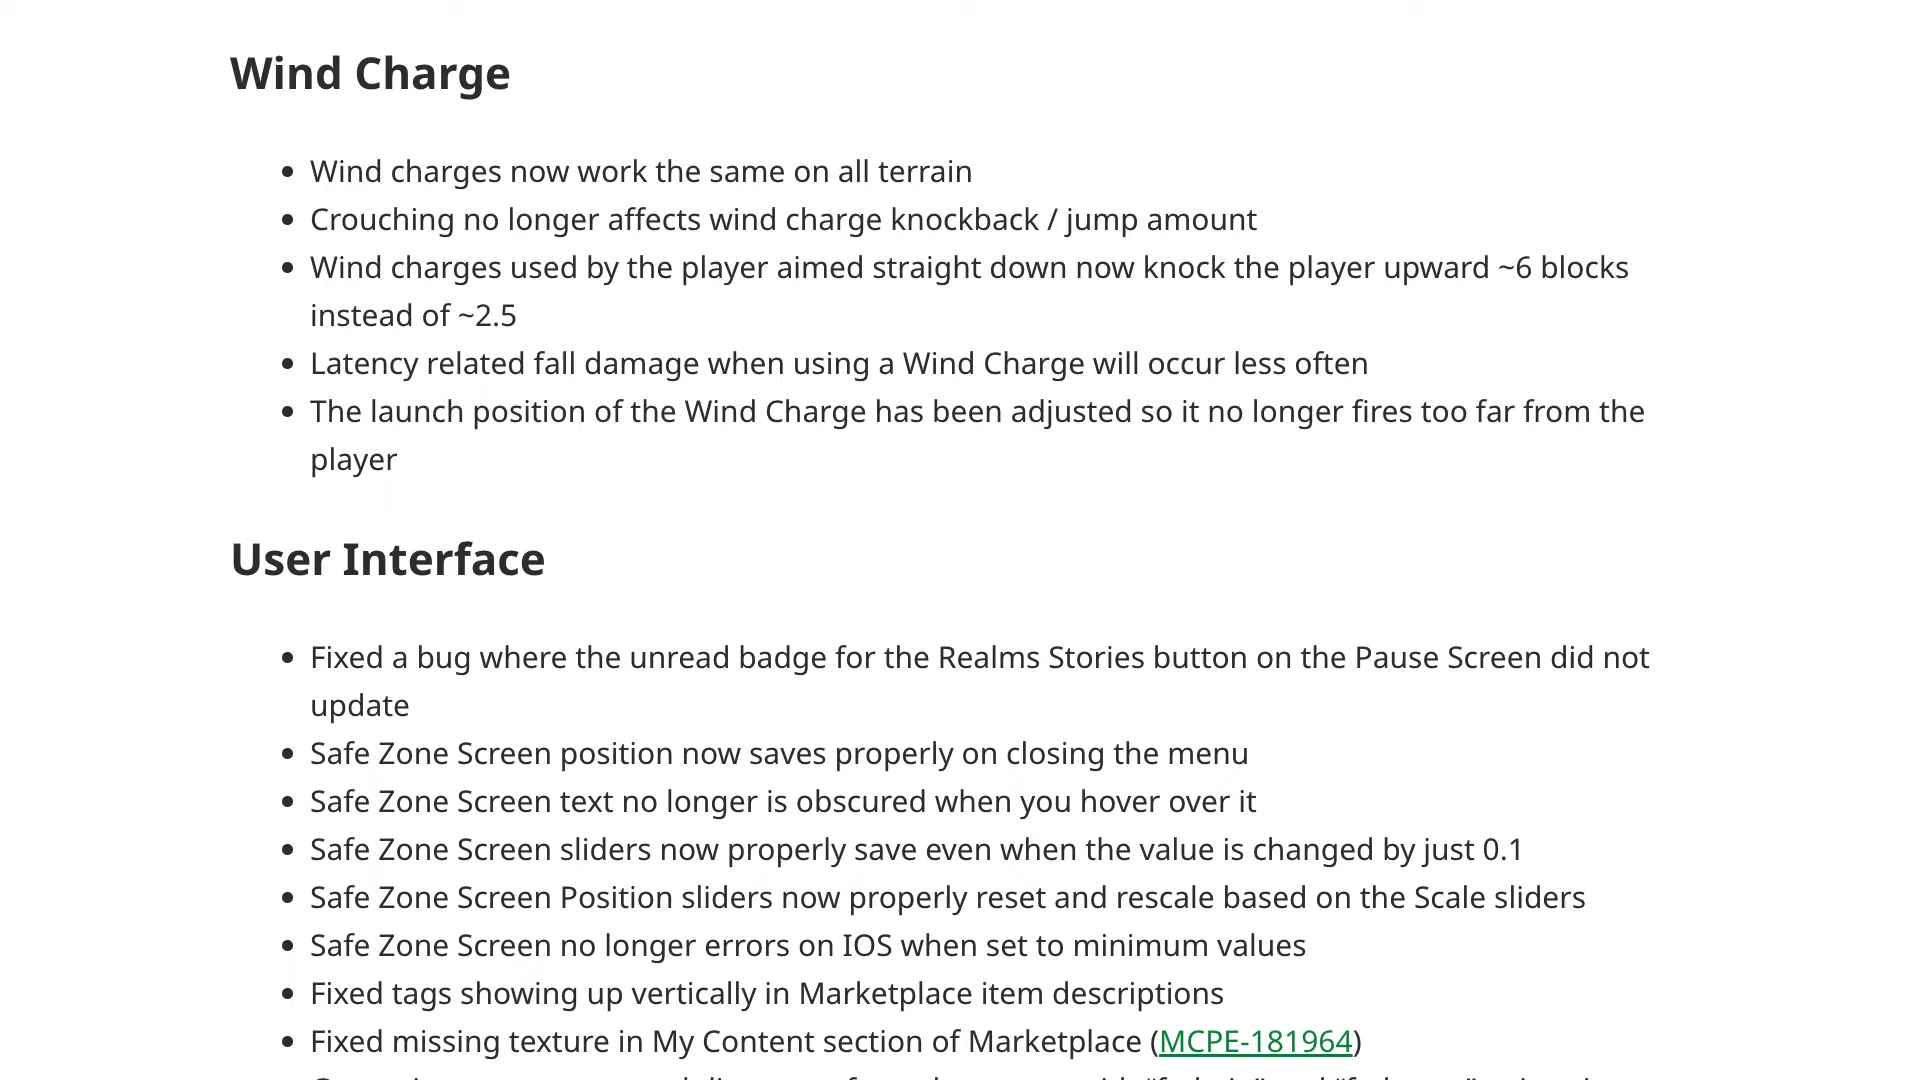 Wind Charge
Wind charges now work the same on all terrain
Crouching no longer affects wind charge knockback / jump amount
Wind charges used by the player aimed straight down now knock the player upward ~6 blocks
instead of ~2.5
Latency related fall damage when using a Wind Charge will occur less often
The launch position of the Wind Charge has been adjusted so it no longer fires too far from the
player
User Interface
Fixed a bug where the unread badge for the Realms Stories button on the Pause Screen did not
update
Safe Zone Screen position now saves properly on closing the menu
Safe Zone Screen text no longer is obscured when you hover over it
Safe Zone Screen sliders now properly save even when the value is changed by just 0.1
Safe Zone Screen Position sliders now properly reset and rescale based on the Scale sliders
Safe Zone Screen no longer errors on IOS when set to minimum values
Fixed tags showing up vertically in Marketplace item descriptions
Fixed missing texture in My Content section of Marketplace (MCPE-181964)